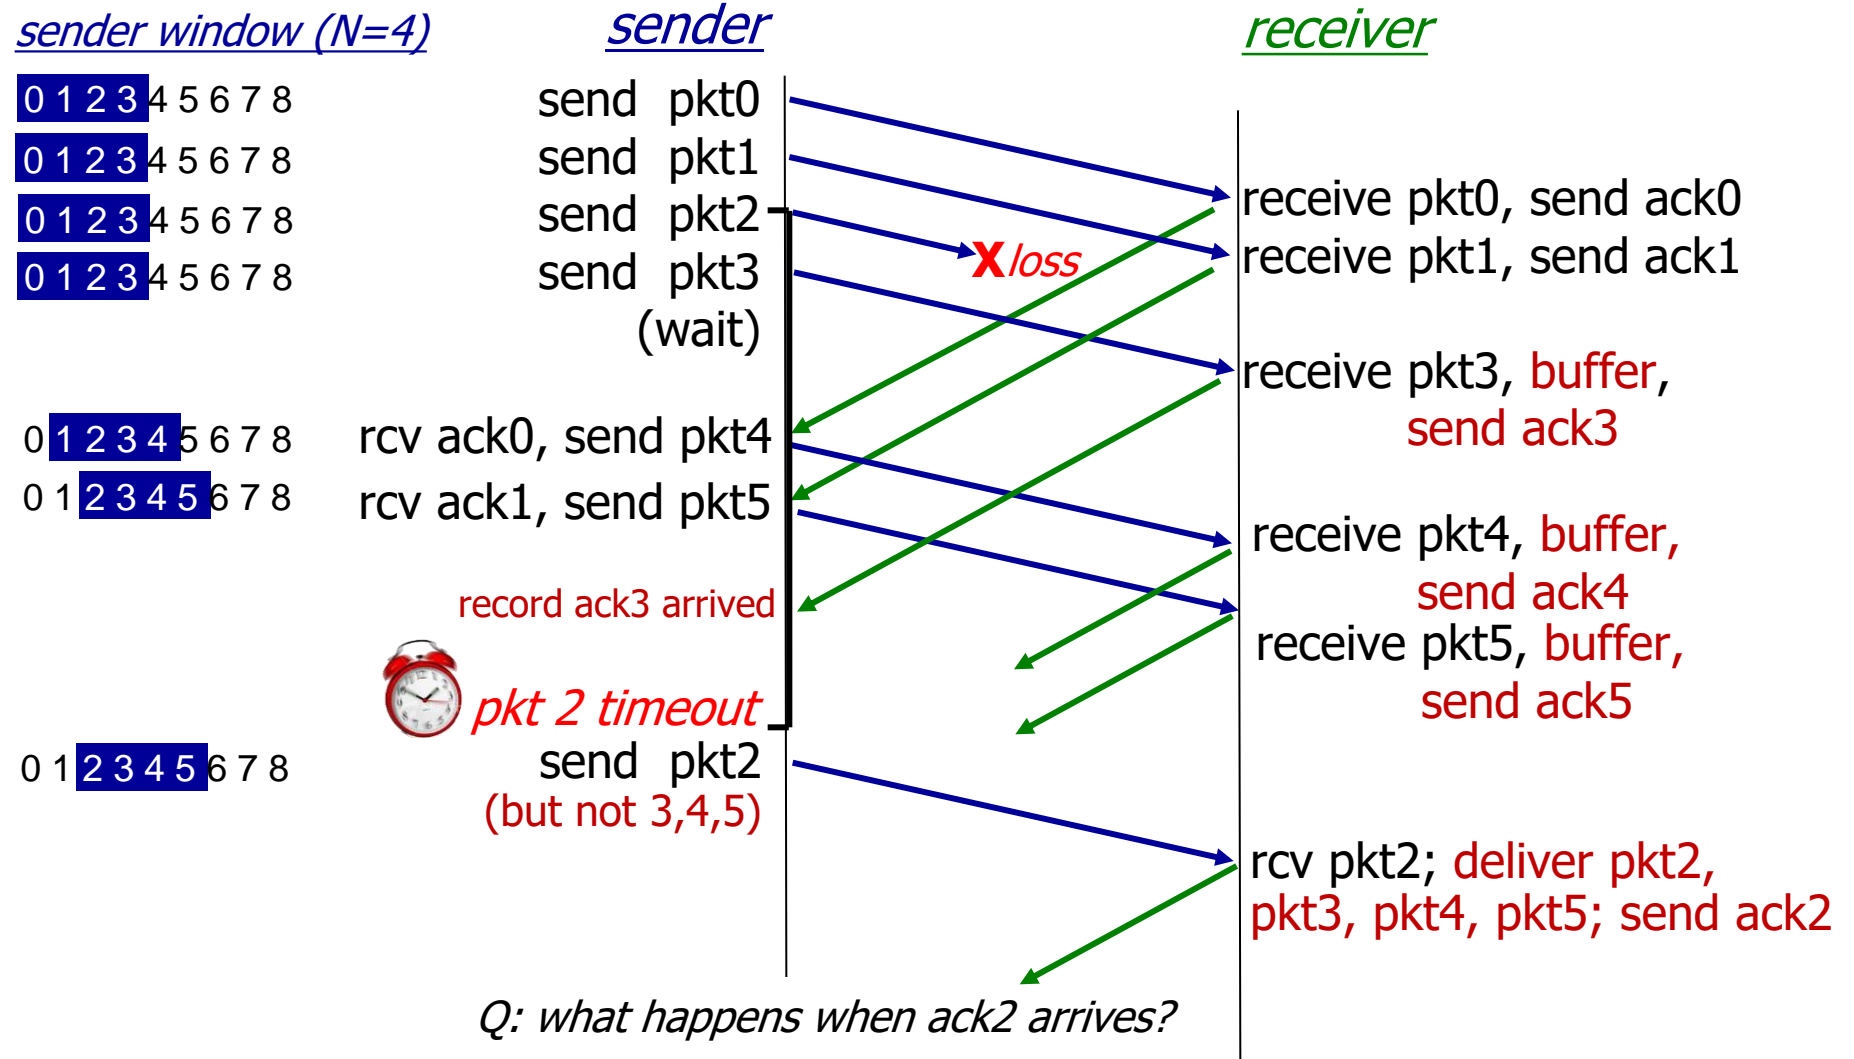 sender window (N=4)
sender
receiver
0 1 2 3 4 5 6 7 8
send pkt0
0 1 2 3 4 5 6 7 8
send pkt1
receive pkt0, send ack0
0 1 2 3 4 5 6 7 8
send pkt2
X loss
receive pkt1, send ack1
0 1 2 3 4 5 6 7 8
send pkt3
(wait)
receive pkt3, buffer,
send ack3
0 1 2 3 4 5 6 7 8
rcv ack0, send pkt4
0 1 2 3 4 5 6 7 8
rcv ack1, send pkt5
receive pkt4, buffer,
send ack4
record ack3 arrived
receive pkt5, buffer,
send ack5
pkt 2 timeout
0 1 2 3 4 5 6 7 8
send pkt2
(but not 3,4,5)
rcv pkt2; deliver pkt2,
pkt3, pkt4, pkt5; send ack2
Q: what happens when ack2 arrives?